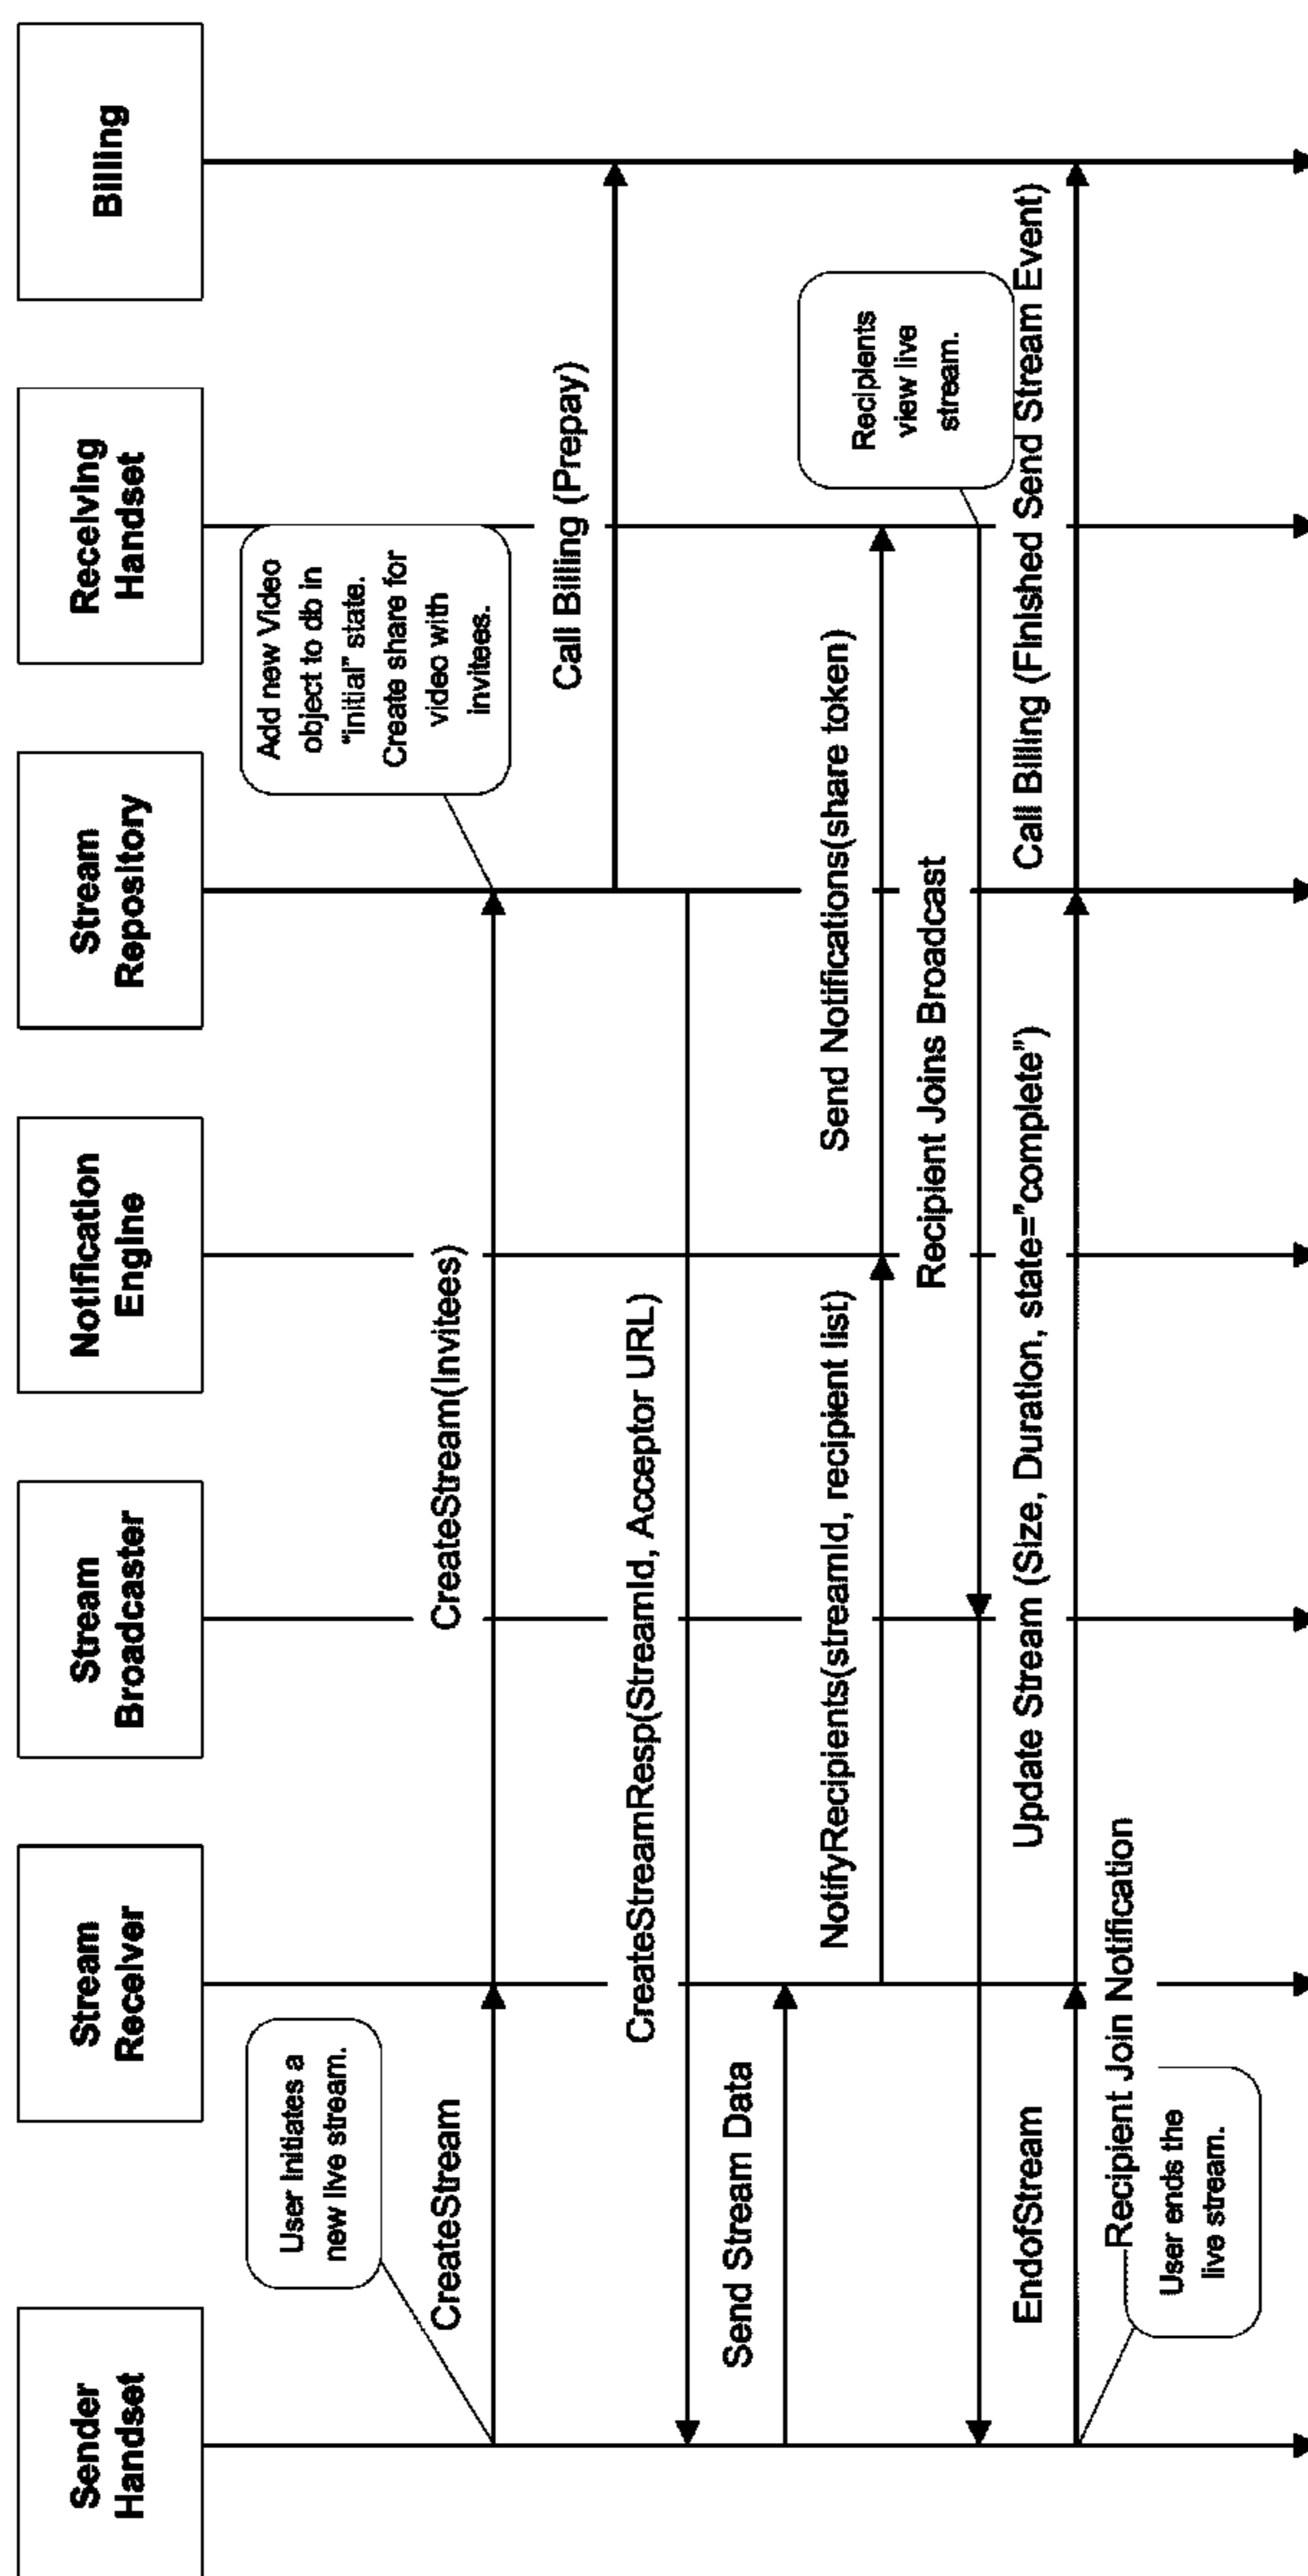 Sender
Handset
Stream
Receiver
Stream
Broadcaster
Notification
Engine
Stream
Repository
Receiving
Handset
Billing
User Initiates a
new live stream.
Add new Video
object to db in
"initial" state.
Create share for
video with
invitees.
CreateStream
CreateStream(Invitees)
Call Billing (Prepay)
CreateStreamResp(StreamId, Acceptor URL)
Send Stream Data
NotifyRecipients(streamId, recipient list)
Send Notifications(share token)
Recipients
view live
stream.
Recipient Joins Broadcast
EndofStream
Update Stream (Size, Duration, state="complete")
Call Billing (Finished Send Stream Event)
Recipient Join Notification
User ends the
live stream.